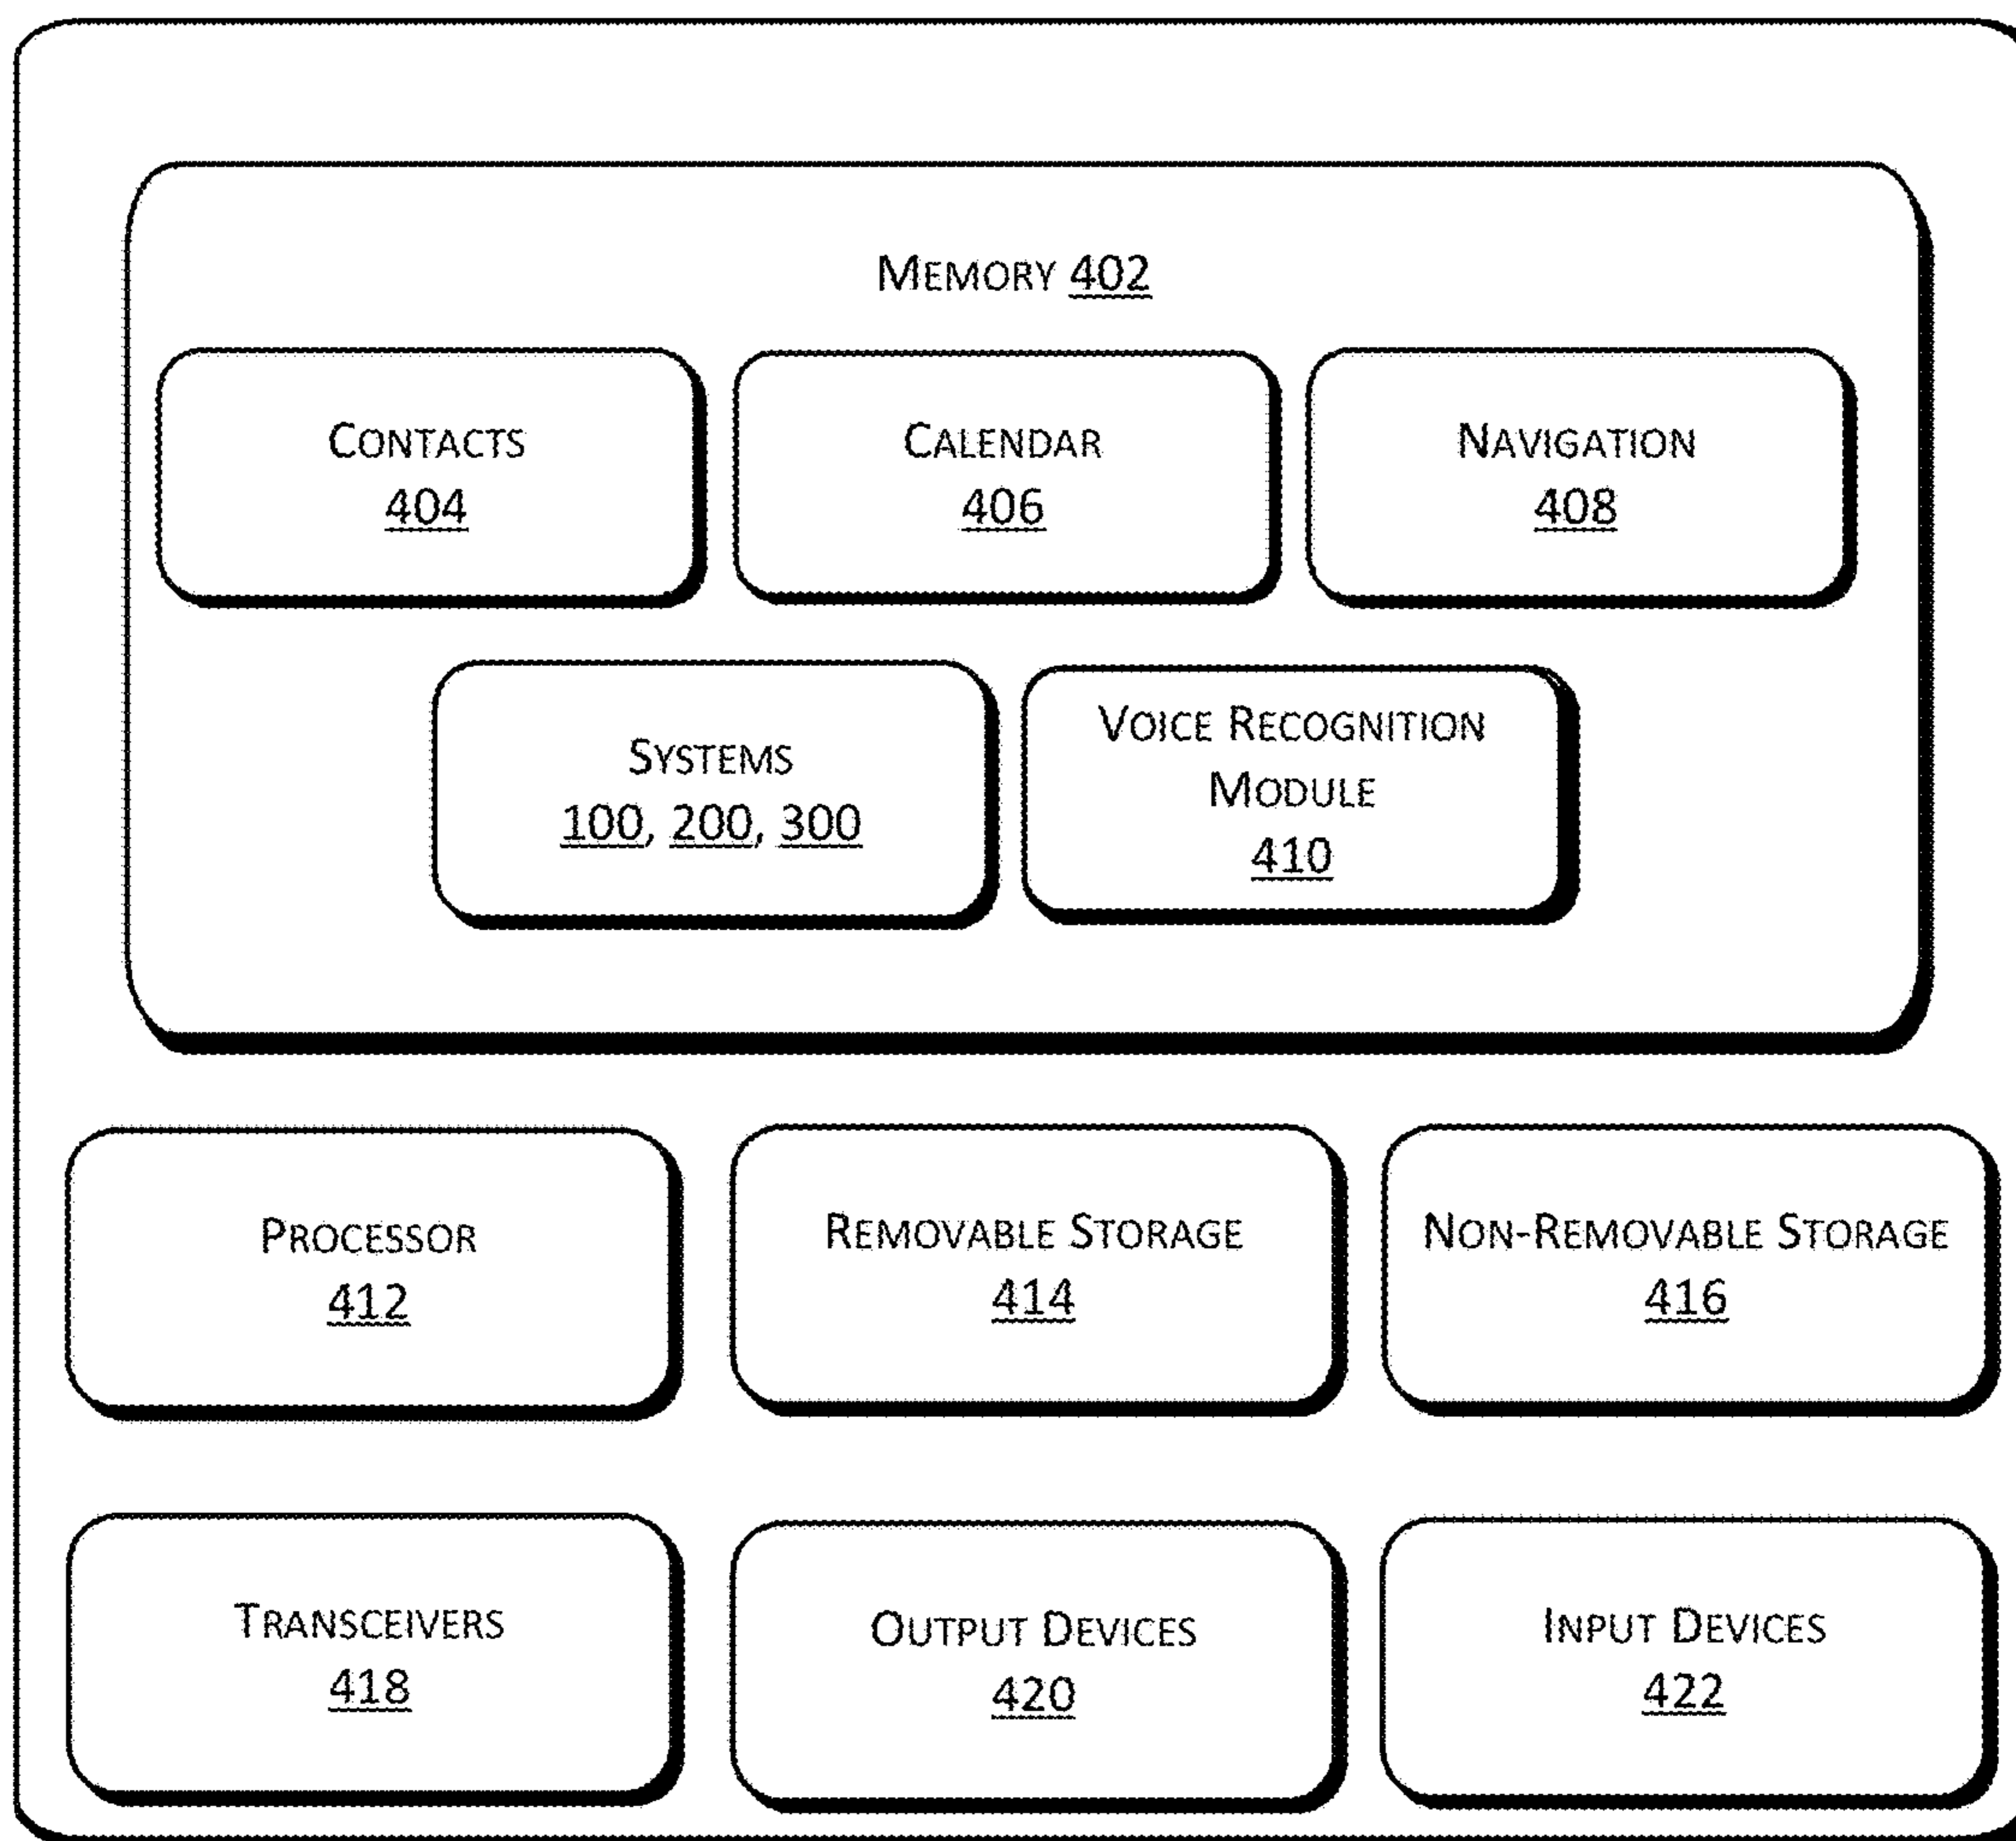 MEMORY 402
CONTACTS
404
CALENDAR
406
NAVIGATION
408
SYSTEMS
100, 200, 300
VOICE RECOGNITION
MODULE
410
PROCESSOR
412
REMOVABLE STORAGE
414
NON-REMOVABLE STORAGE
416
TRANSCEIVERS
418
OUTPUT DEVICES
420
INPUT DEVICES
422